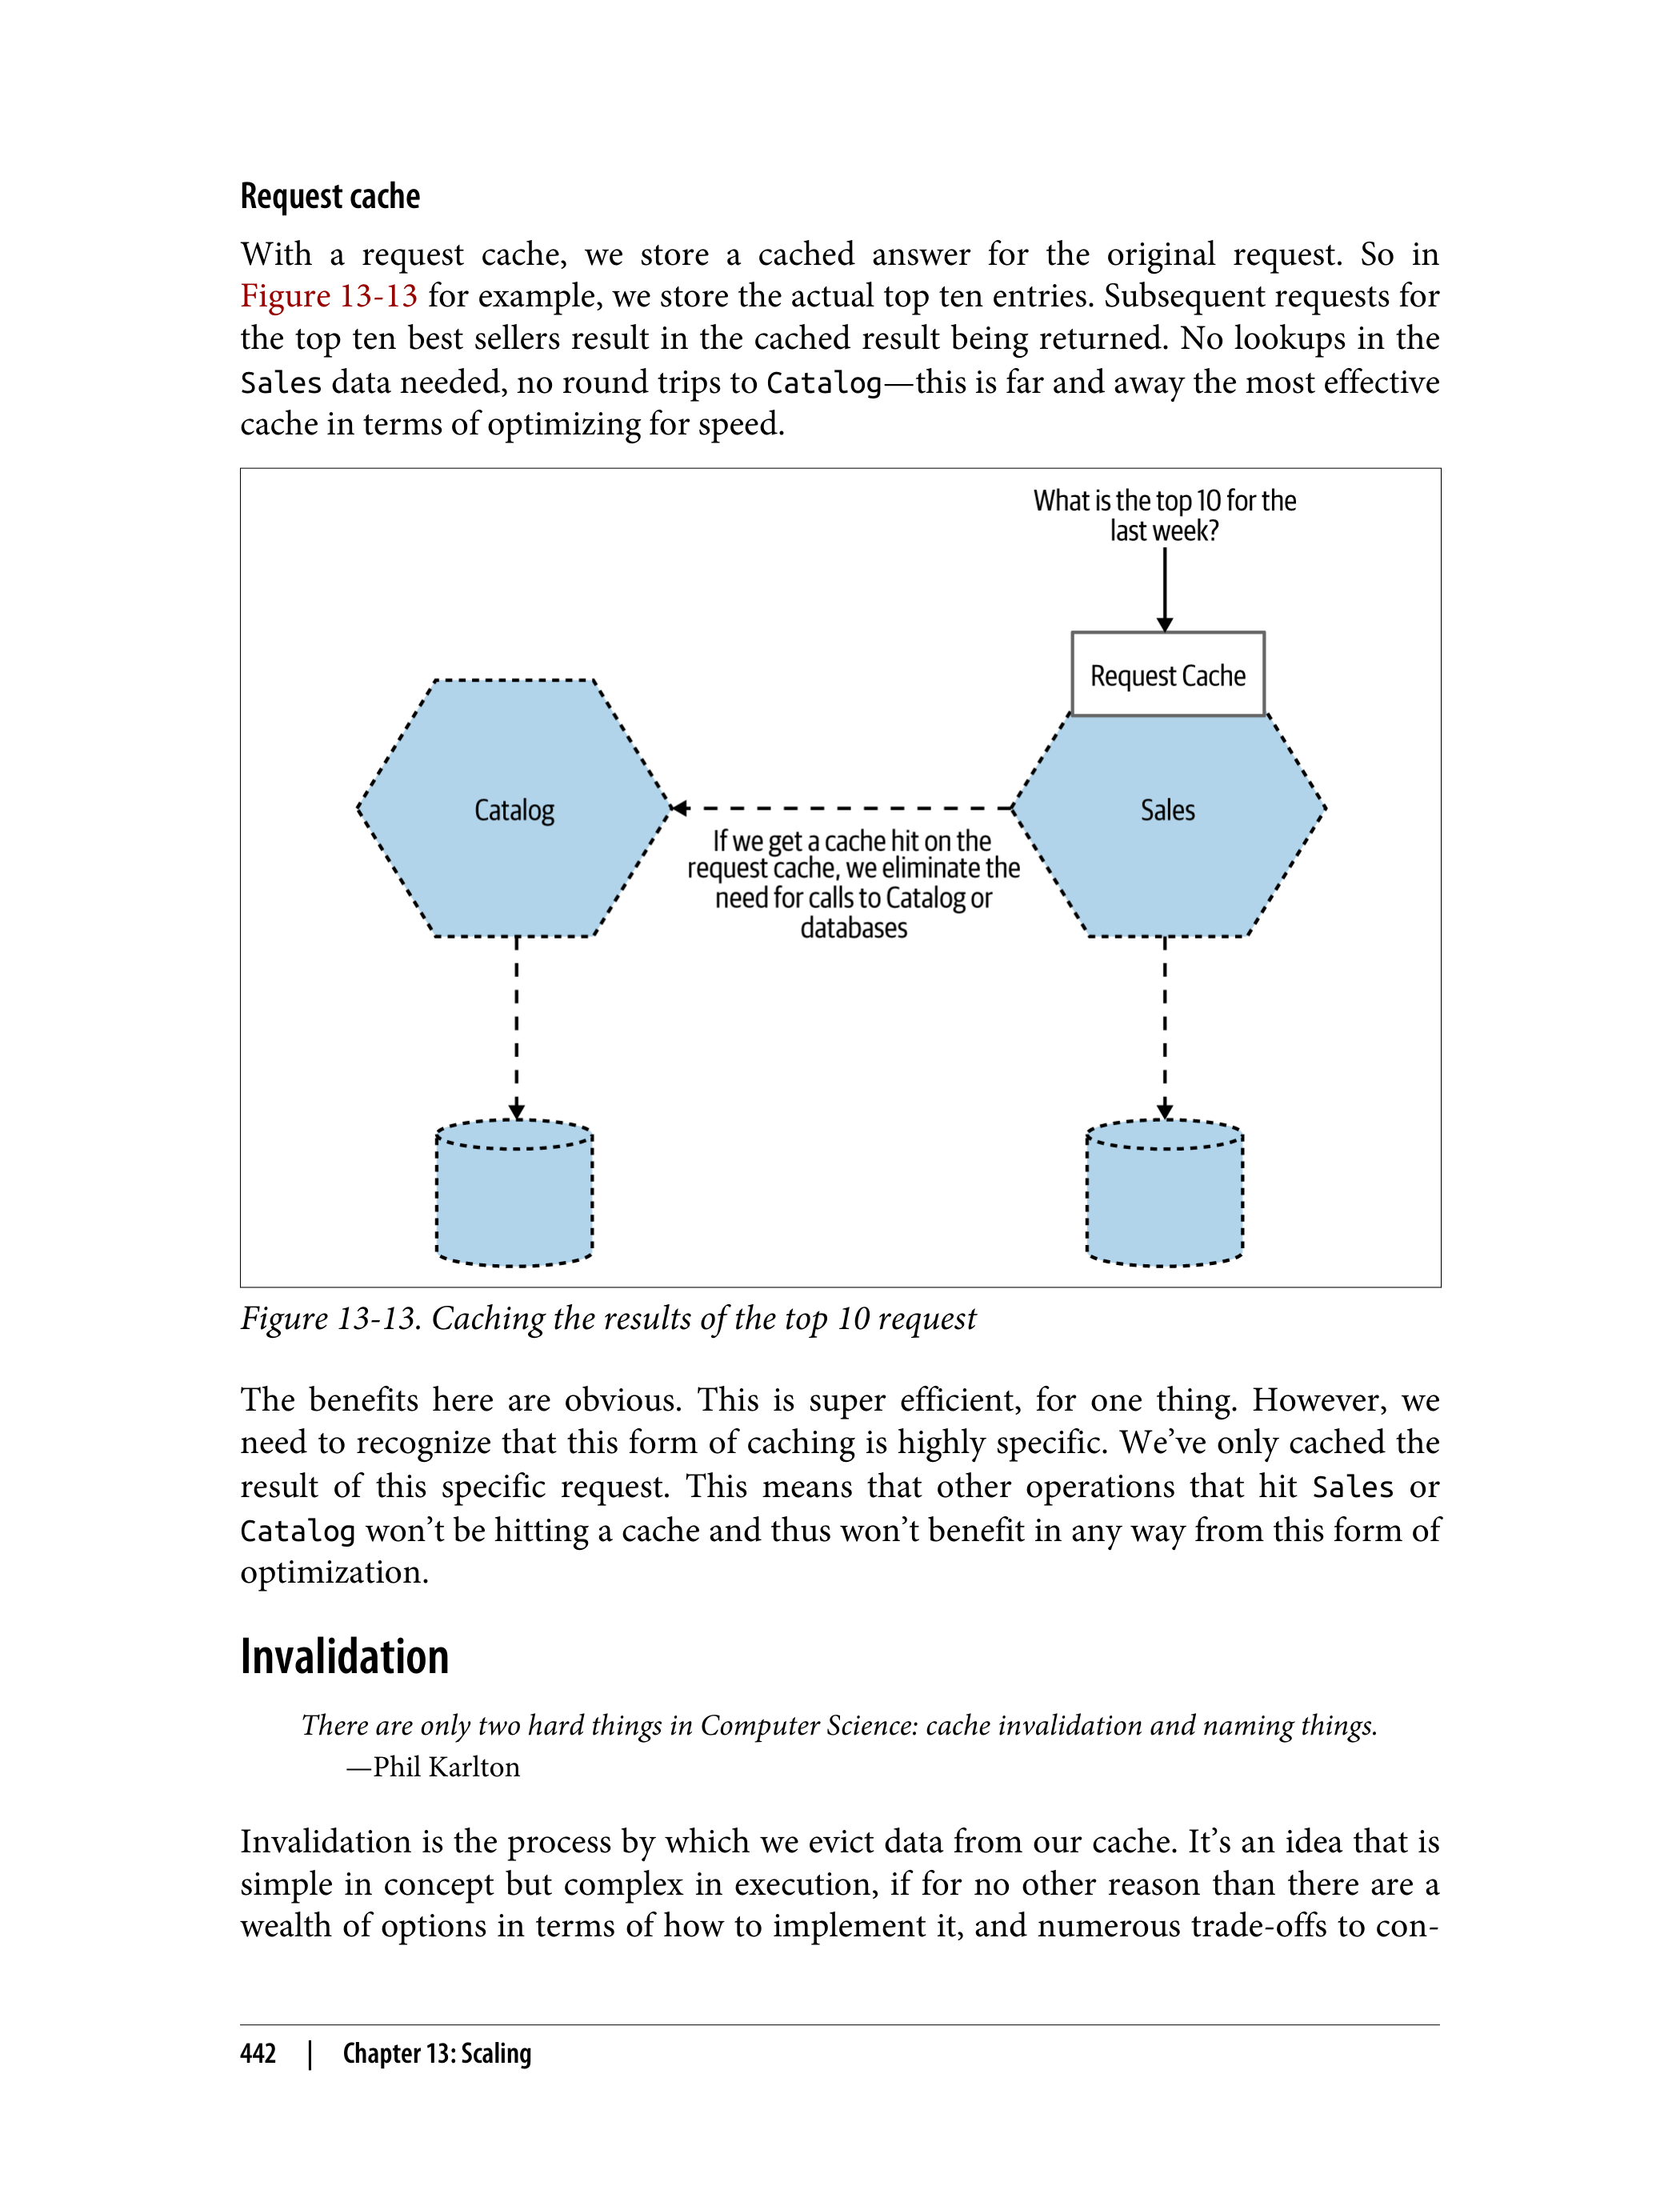 Request cache
With a request cache, we store a cached answer for the original request. So in
Figure 13-13 for example, we store the actual top ten entries. Subsequent requests for
the top ten best sellers result in the cached result being returned. No lookups in the
Sales data needed, no round trips to Catalog—this is far and away the most effective
cache in terms of optimizing for speed.
What is the top 10 for the
last week?
Request Cache
Catalog
Sales
If we get a cache hit on the
request cache, we eliminate the
need for calls to Catalog or
databases
Figure 13-13. Caching the results of the top 10 request
The benefits here are obvious. This is super efficient, for one thing. However, we
need to recognize that this form of caching is highly specific. We’ve only cached the
result of this specific request. This means that other operations that hit Sales or
Catalog won’t be hitting a cache and thus won’t benefit in any way from this form of
optimization.
Invalidation
There are only two hard things in Computer Science: cache invalidation and naming things.
—Phil Karlton
Invalidation is the process by which we evict data from our cache. It’s an idea that is
simple in concept but complex in execution, if for no other reason than there are a
wealth of options in terms of how to implement it, and numerous trade-offs to con-
442 | Chapter 13: Scaling